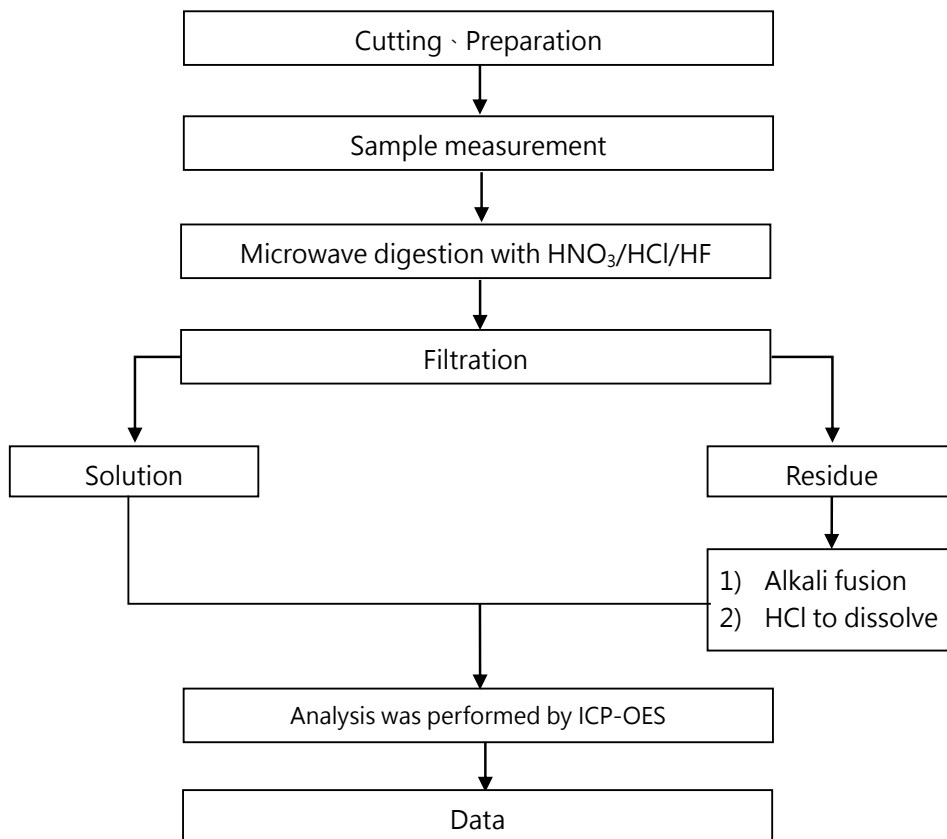 Cutting、Preparation
Sample measurement
Microwave digestion with HNO₃/HCl/HF
Filtration
Solution
Residue
1) Alkali fusion
2) HCl to dissolve
Analysis was performed by ICP-OES
Data